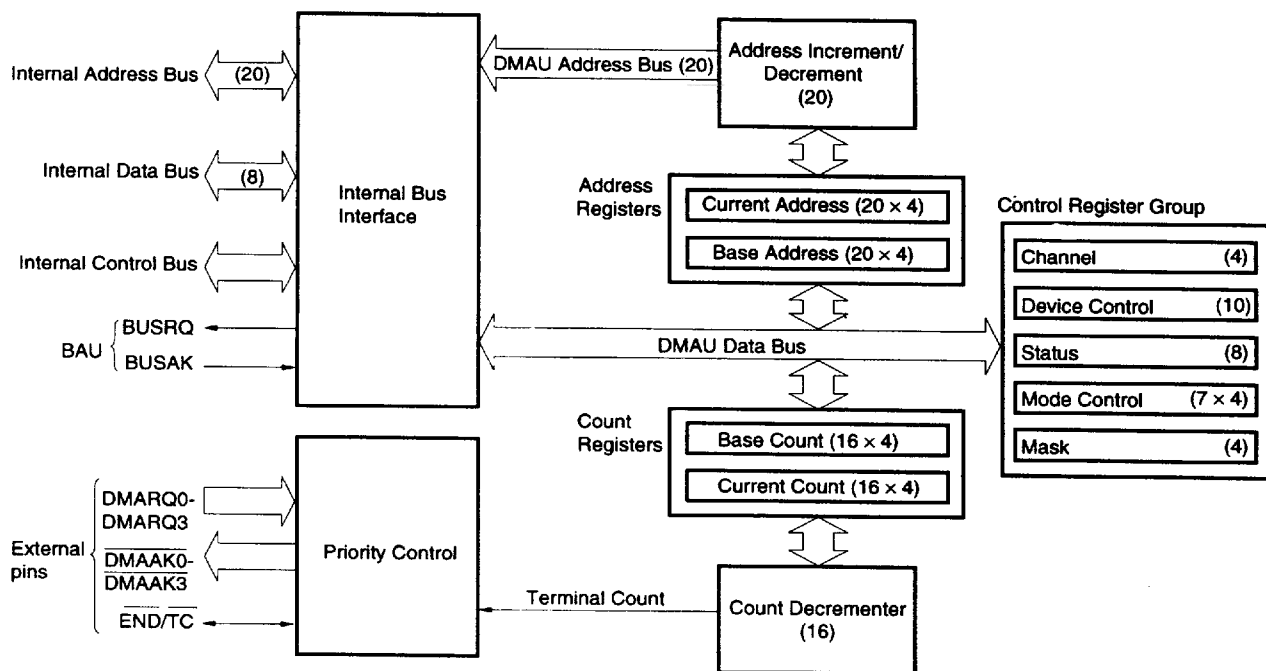 Internal Address Bus
(20)
Internal Data Bus
(8)
Internal Control Bus
BAU
BUSRQ
BUSAK
Internal Bus
Interface
DMAU Address Bus (20)
Address Increment/
Decrement
(20)
Address
Registers
Current Address (20 × 4)
Base Address (20 × 4)
DMAU Data Bus
Control Register Group
Channel (4)
Device Control (10)
Status (8)
Mode Control (7 × 4)
Mask (4)
Count
Registers
Base Count (16 × 4)
Current Count (16 × 4)
External
pins
DMARQ0-
DMARQ3
DMAAK0-
DMAAK3
END/TC
Priority Control
Terminal Count
Count Decrementer
(16)